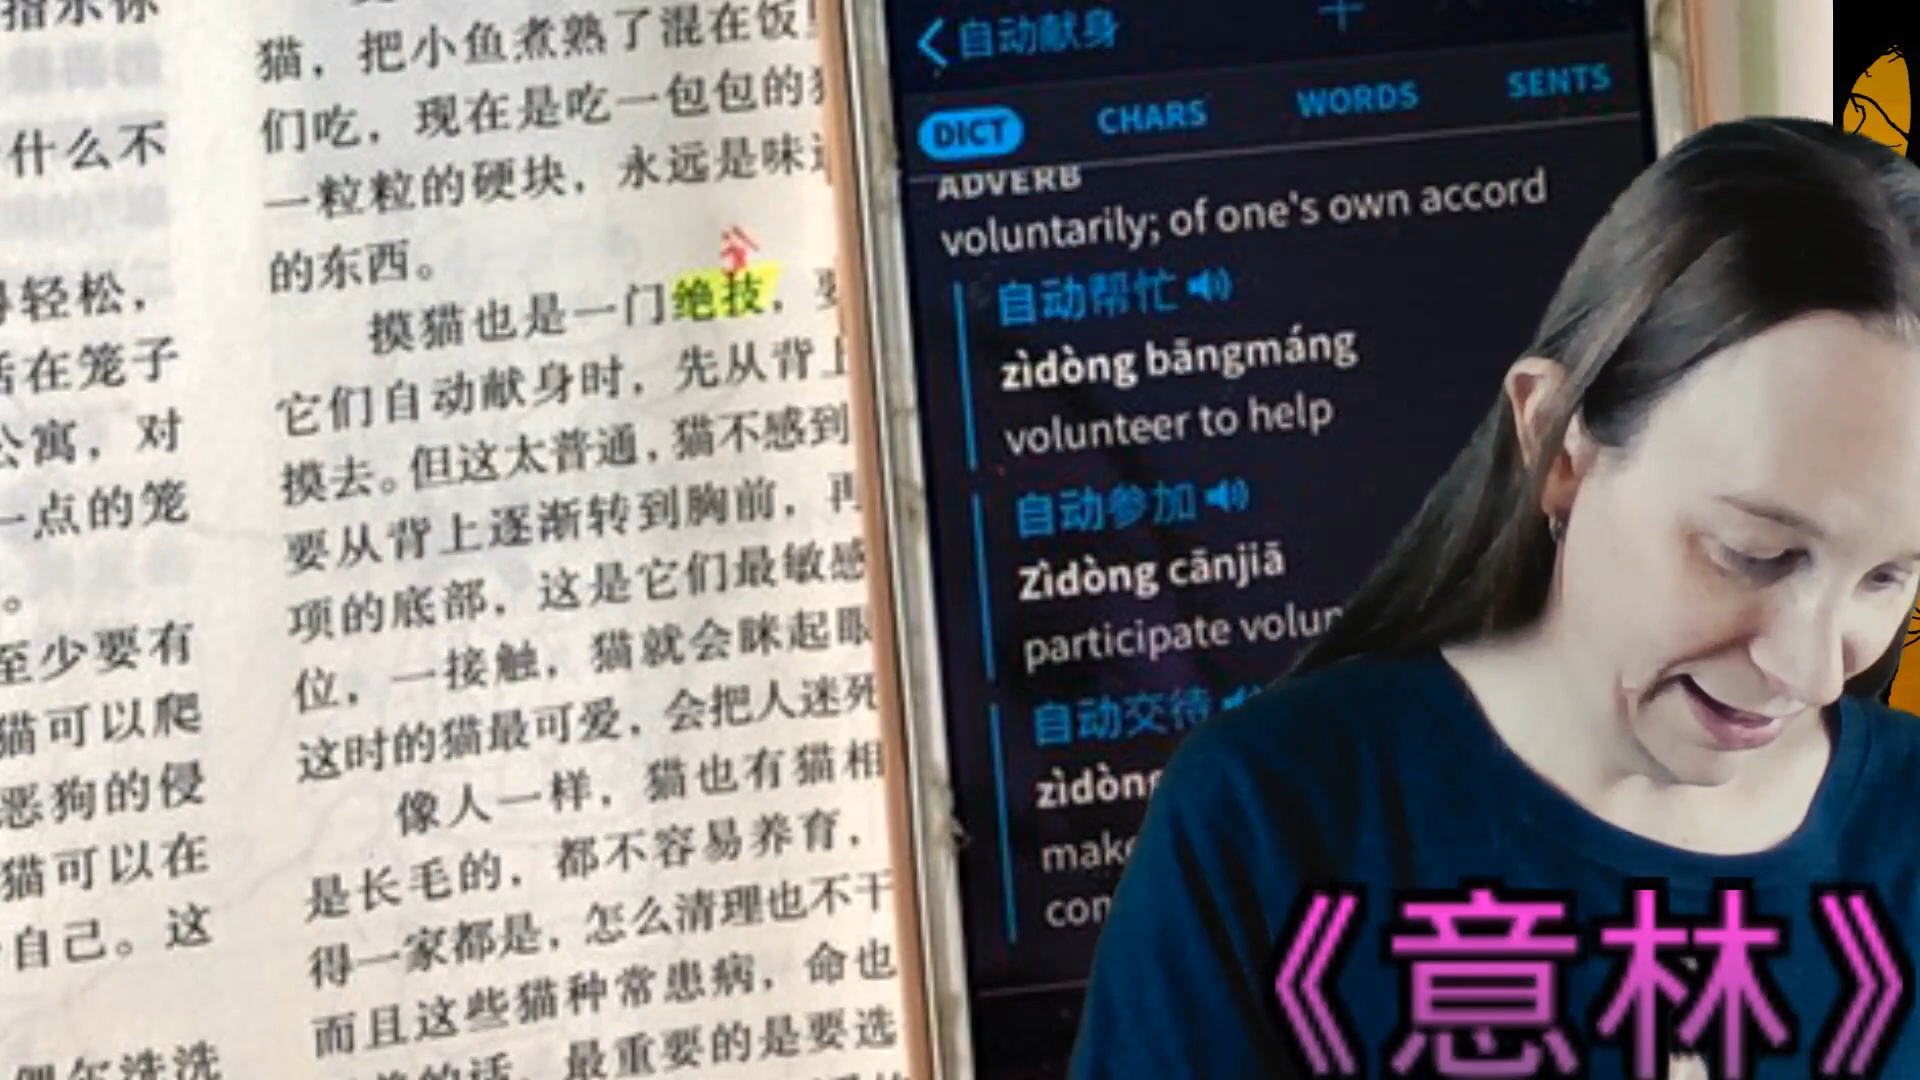 什么不
得轻松，
活在笼子
公寓，对
一点的笼
。
至少要有
猫可以爬
恶狗的侵
猫可以在
自己。这
偶尔洗洗
猫，把小鱼煮熟了混在饭
们吃，现在是吃一包包的
一粒粒的硬块，永远是味道
的东西。
摸猫也是一门绝技，要
它们自动献身时，先从背上
摸去。但这太普通，猫不感到
要从背上逐渐转到胸前，再
项的底部，这是它们最敏感
位，一接触，猫就会眯起眼
这时的猫最可爱，会把人迷死
像人一样，猫也有猫相
是长毛的，都不容易养育，
得一家都是，怎么清理也不干
而且这些猫种常患病，命也
的话，最重要的是要选
自动献身
DICT CHARS WORDS SENTS
ADVERB
voluntarily; of one's own accord
自动帮忙
zìdòng bāngmáng
volunteer to help
自动参加
Zìdòng cānjiā
participate volun
自动交待
zìdòng
make
con
《意林》